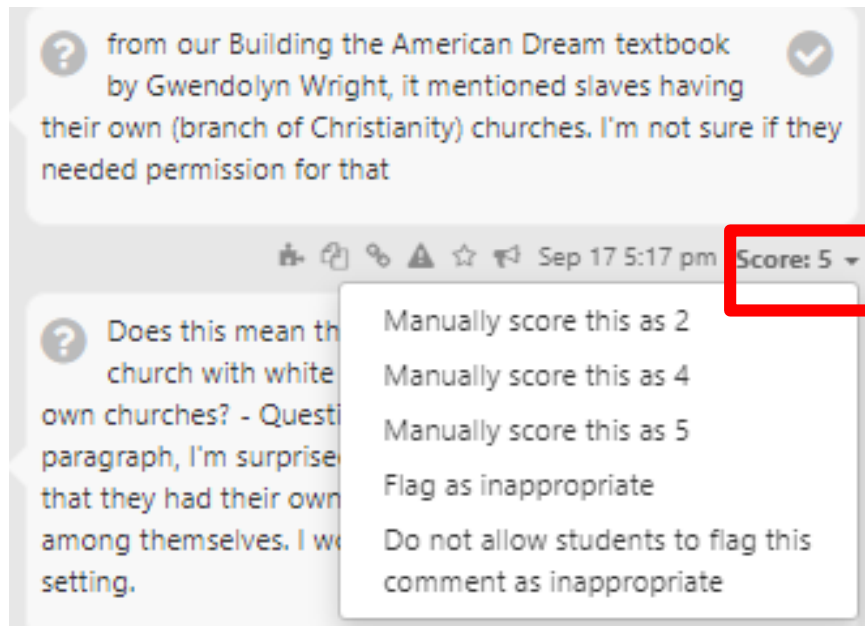 from our Building the American Dream textbook
by Gwendolyn Wright, it mentioned slaves having
their own (branch of Christianity) churches. I'm not sure if they
needed permission for that
Sep 17 5:17 pm Score: 5
Does this mean th
church with white
own churches? - Questi
paragraph, I'm surprise
that they had their own
among themselves. I wo
setting.
Manually score this as 2
Manually score this as 4
Manually score this as 5
Flag as inappropriate
Do not allow students to flag this
comment as inappropriate